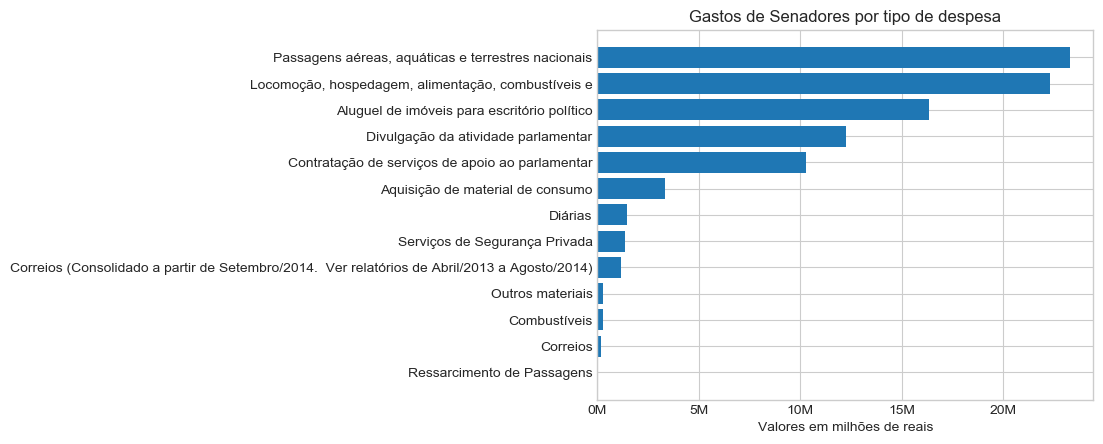 Gastos de Senadores por tipo de despesa
Passagens aéreas, aquáticas e terrestres nacionais
Locomoção, hospedagem, alimentação, combustíveis e
Aluguel de imóveis para escritório político
Divulgação da atividade parlamentar
Contratação de serviços de apoio ao parlamentar
Aquisição de material de consumo
Diárias
Serviços de Segurança Privada
Correios (Consolidado a partir de Setembro/2014.  Ver relatórios de Abril/2013 a Agosto/2014)
Outros materiais
Combustíveis
Correios
Ressarcimento de Passagens
0M 5M 10M 15M 20M
Valores em milhões de reais